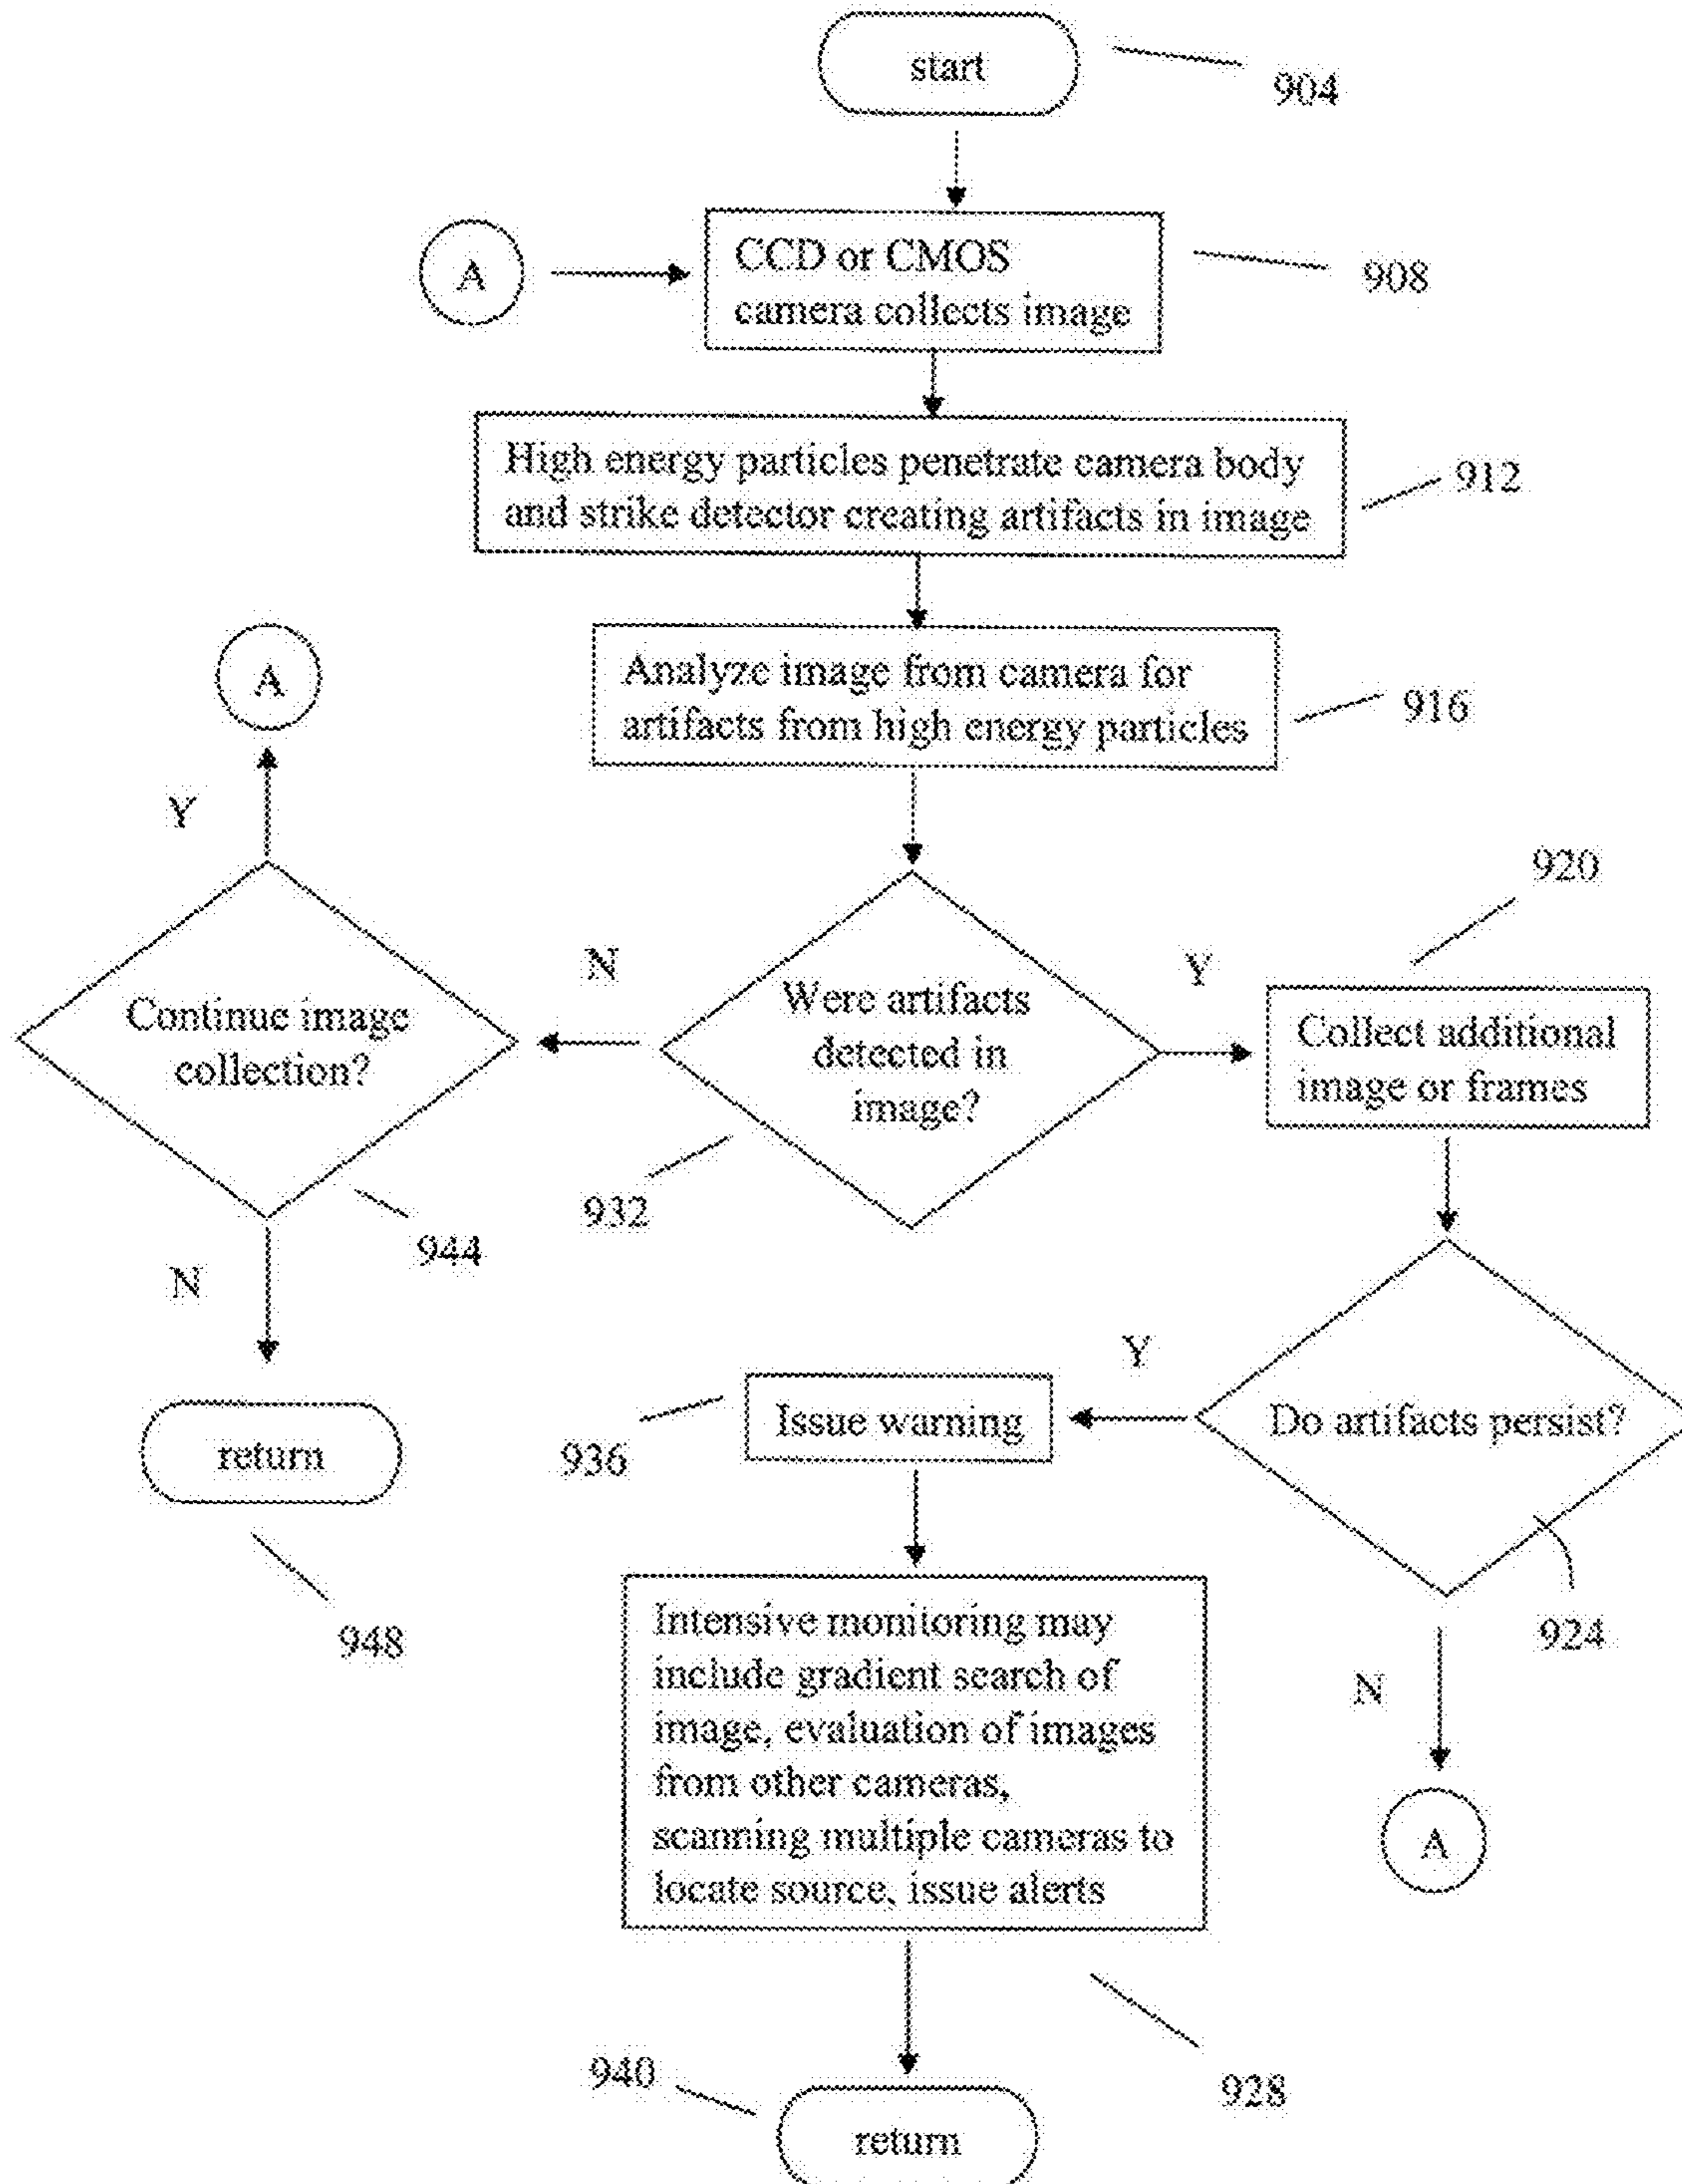 start
904
A
CCD or CMOS
camera collects image
908
High energy particles penetrate camera body
and strike detector creating artifacts in image
912
Analyze image from camera for
artifacts from high energy particles
916
A
Y
Continue image
collection?
944
N
return
948
N
Were artifacts
detected in
image?
932
Y
920
Collect additional
image or frames
Do artifacts persist?
924
Y
Issue warning
936
N
A
Intensive monitoring may
include gradient search of
image, evaluation of images
from other cameras,
scanning multiple cameras to
locate source, issue alerts
928
940
return